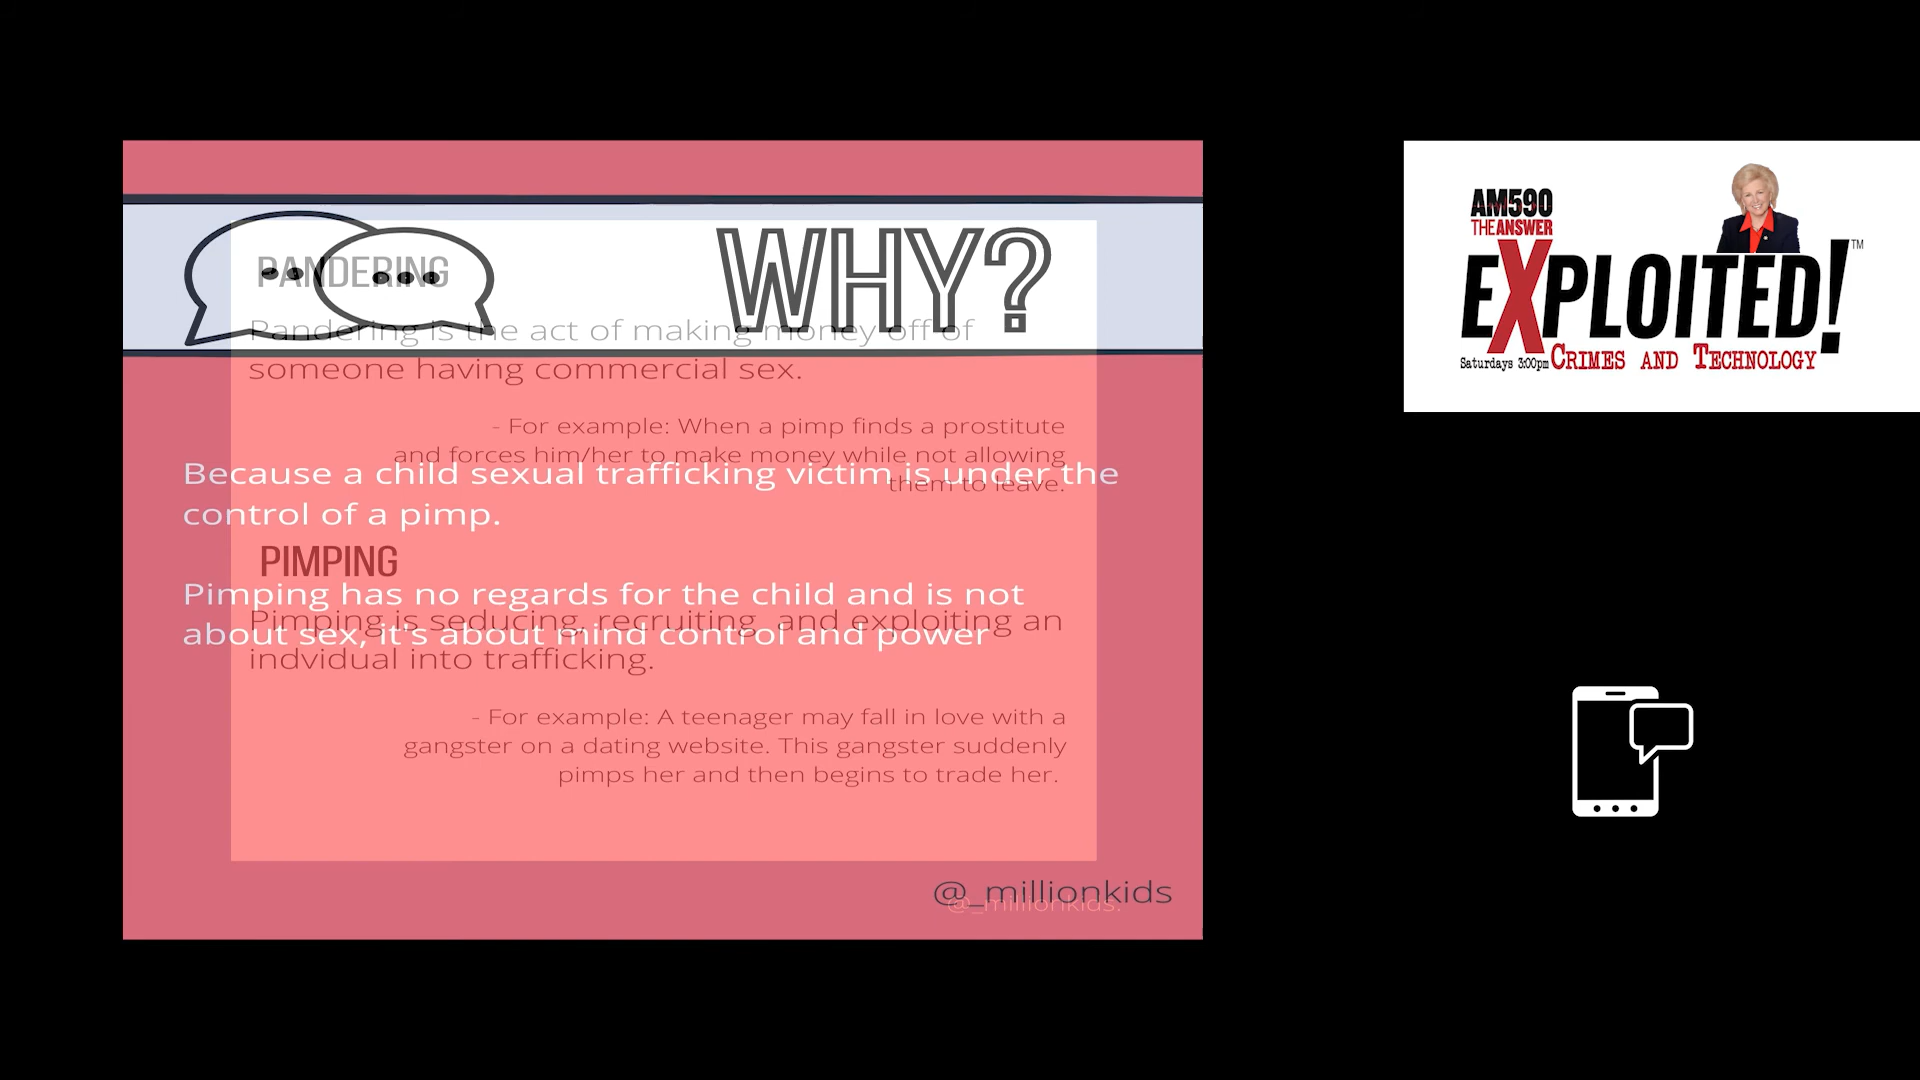 WHY?
Because a child sexual trafficking victim is under the
control of a pimp.
Pimping has no regards for the child and is not
about sex, it's about mind control and power
@_millionkids
PANDERING
Pandering is the act of making money off of
someone having commercial sex.
- For example: When a pimp finds a prostitute
and forces him/her to make money while not allowing
them to leave.
PIMPING
Pimping is seducing, recruiting, and exploiting an
indvidual into trafficking.
- For example: A teenager may fall in love with a
gangster on a dating website. This gangster suddenly
pimps her and then begins to trade her.
@_millionkids.
AM590
THE ANSWER
EXPLOITED!™
Saturdays 3:00pm CRIMES AND TECHNOLOGY